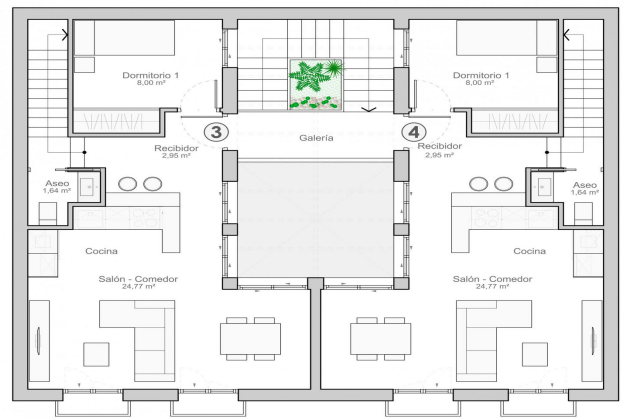 Dormitorio 1
8,00 m²
Dormitorio 1
8,00 m²
3
Galería
4
Recibidor
2,95 m²
Recibidor
2,95 m²
Aseo
1,64 m²
Aseo
1,64 m²
Cocina
Cocina
Salón - Comedor
24,77 m²
Salón - Comedor
24,77 m²